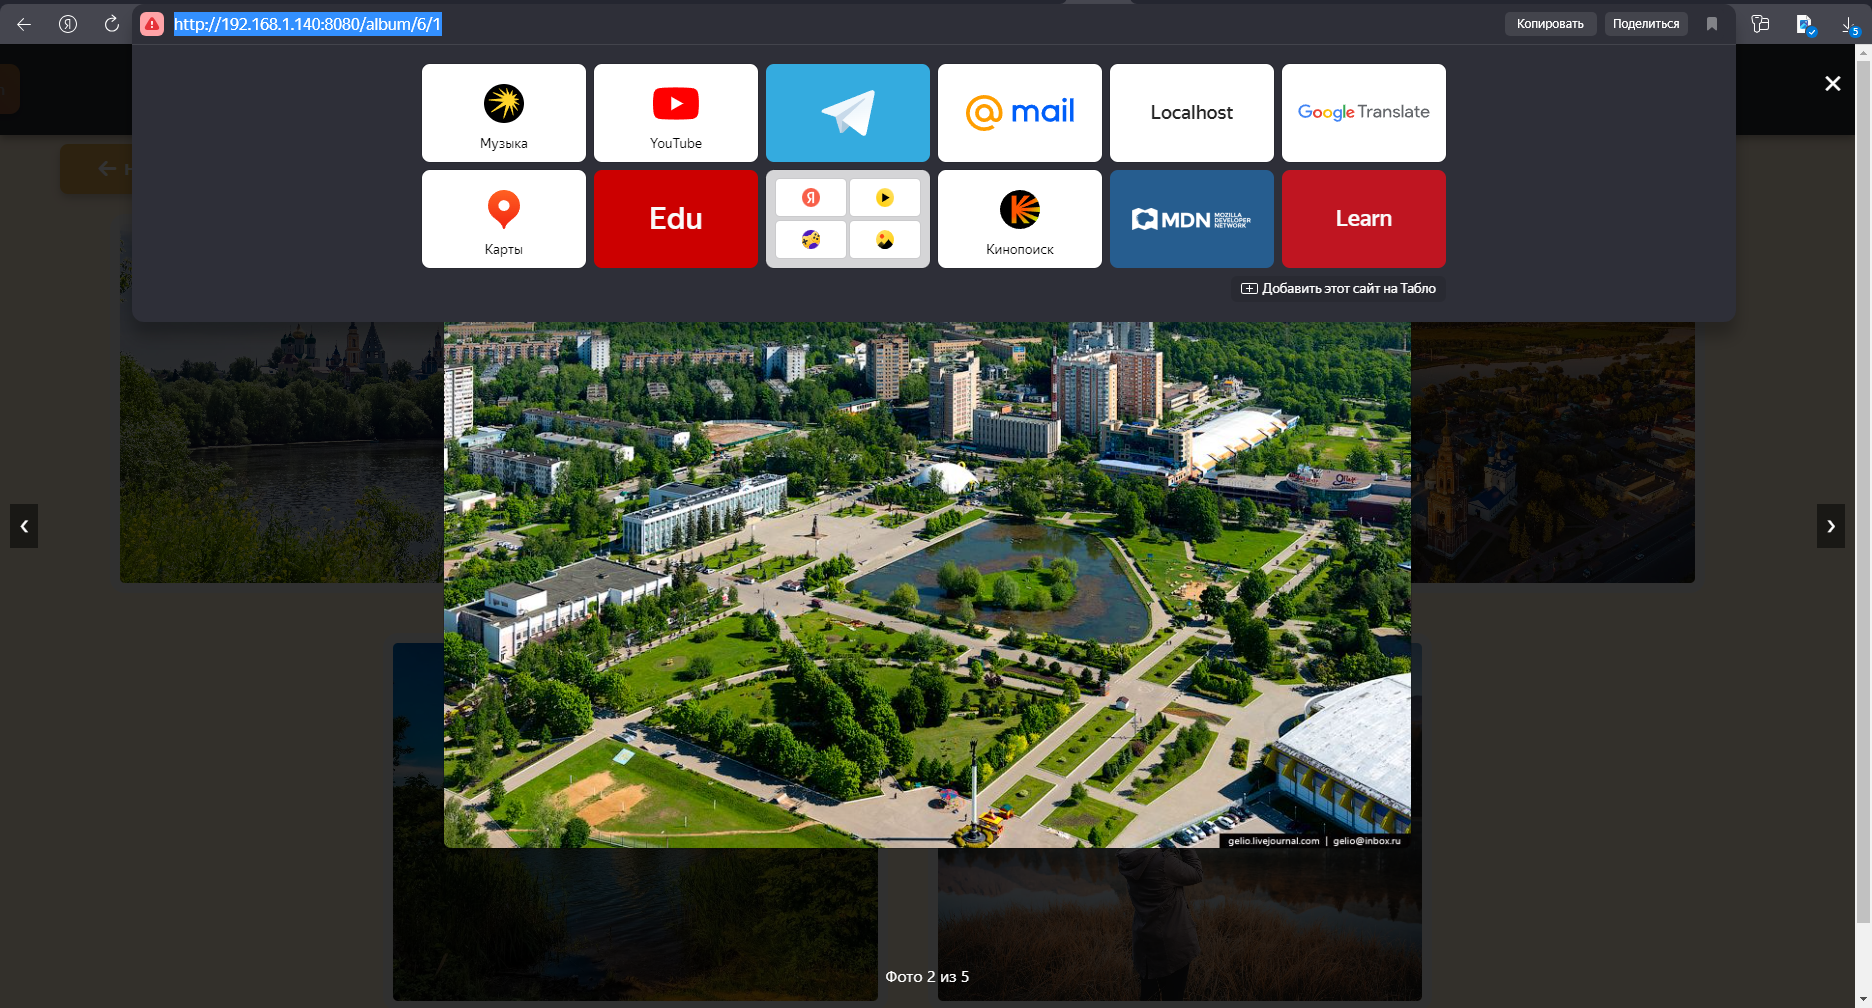 http://192.168.1.140:8080/album/6/1
Копировать
Поделиться
5
Музыка
YouTube
@mail
Localhost
Google Translate
Карты
Edu
Я
Кинопоиск
MDN MOZILLA DEVELOPER NETWORK
Learn
Добавить этот сайт на Табло
gelio.livejournal.com | gelio@inbox.ru
Фото 2 из 5